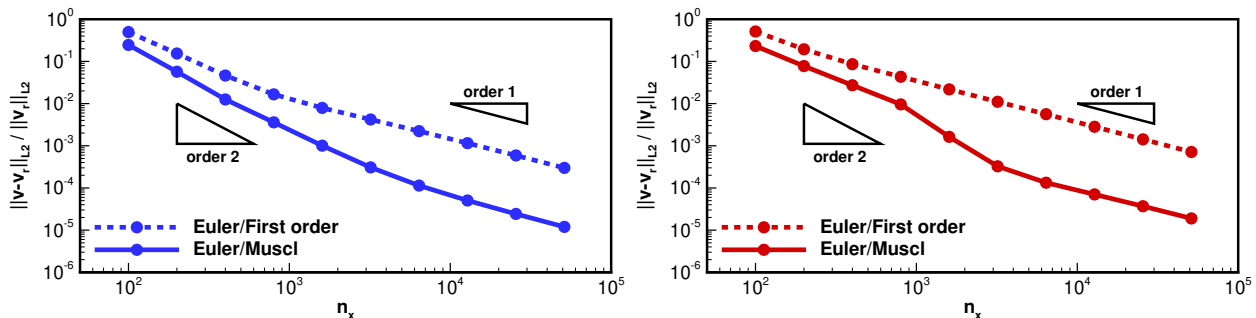 ||v-v_r||_L2 / ||v_r||_L2
10^0
10^-1
10^-2
10^-3
10^-4
10^-5
10^-6
order 1
order 2
Euler/First order
Euler/Muscl
10^2 10^3 10^4 10^5
n_x
||v-v_r||_L2 / ||v_r||_L2
10^0
10^-1
10^-2
10^-3
10^-4
10^-5
10^-6
order 1
order 2
Euler/First order
Euler/Muscl
10^2 10^3 10^4 10^5
n_x